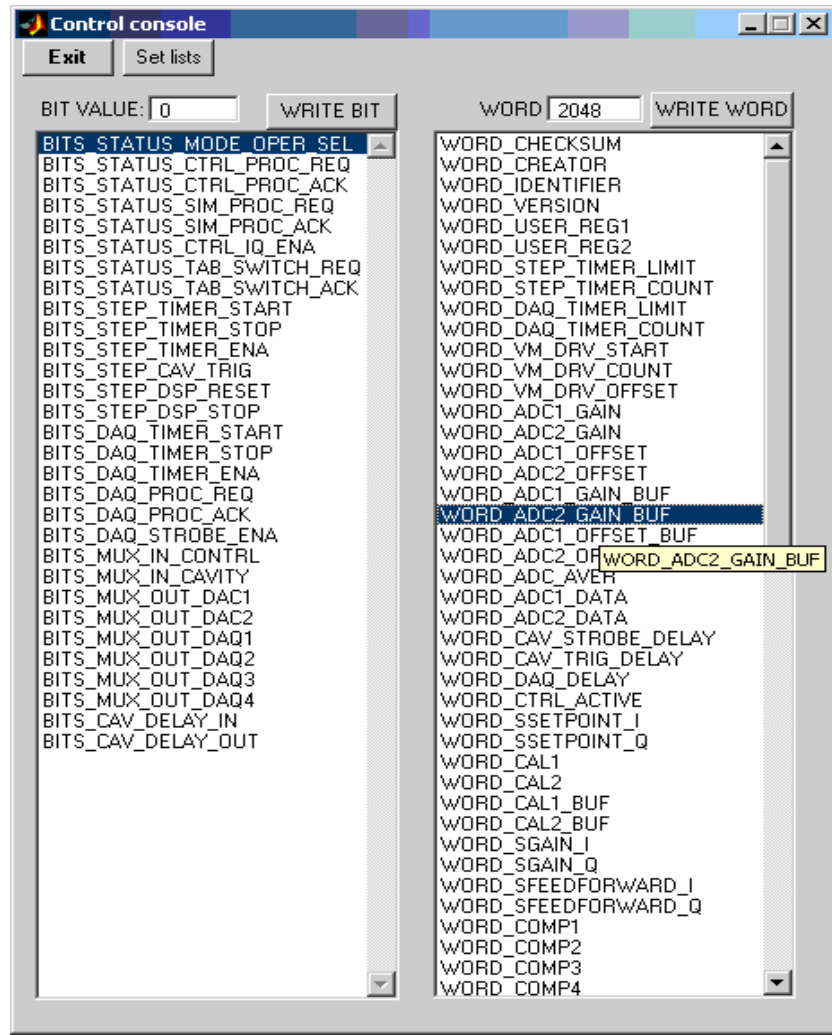 Control console
Exit
Set lists
BIT VALUE: 0
WRITE BIT
WORD 2048
WRITE WORD
BITS_STATUS_MODE_OPER_SEL
BITS_STATUS_CTRL_PROC_REQ
BITS_STATUS_CTRL_PROC_ACK
BITS_STATUS_SIM_PROC_REQ
BITS_STATUS_SIM_PROC_ACK
BITS_STATUS_CTRL_IQ_ENA
BITS_STATUS_TAB_SWITCH_REQ
BITS_STATUS_TAB_SWITCH_ACK
BITS_STEP_TIMER_START
BITS_STEP_TIMER_STOP
BITS_STEP_TIMER_ENA
BITS_STEP_CAV_TRIG
BITS_STEP_DSP_RESET
BITS_STEP_DSP_STOP
BITS_DAQ_TIMER_START
BITS_DAQ_TIMER_STOP
BITS_DAQ_TIMER_ENA
BITS_DAQ_PROC_REQ
BITS_DAQ_PROC_ACK
BITS_DAQ_STROBE_ENA
BITS_MUX_IN_CONTRL
BITS_MUX_IN_CAVITY
BITS_MUX_OUT_DAC1
BITS_MUX_OUT_DAC2
BITS_MUX_OUT_DAQ1
BITS_MUX_OUT_DAQ2
BITS_MUX_OUT_DAQ3
BITS_MUX_OUT_DAQ4
BITS_CAV_DELAY_IN
BITS_CAV_DELAY_OUT
WORD_CHECKSUM
WORD_CREATOR
WORD_IDENTIFIER
WORD_VERSION
WORD_USER_REG1
WORD_USER_REG2
WORD_STEP_TIMER_LIMIT
WORD_STEP_TIMER_COUNT
WORD_DAQ_TIMER_LIMIT
WORD_DAQ_TIMER_COUNT
WORD_VM_DRV_START
WORD_VM_DRV_COUNT
WORD_VM_DRV_OFFSET
WORD_ADC1_GAIN
WORD_ADC2_GAIN
WORD_ADC1_OFFSET
WORD_ADC2_OFFSET
WORD_ADC1_GAIN_BUF
WORD_ADC2_GAIN_BUF
WORD_ADC1_OFFSET_BUF
WORD_ADC2_OF
WORD_ADC2_GAIN_BUF
WORD_ADC_AVER
WORD_ADC1_DATA
WORD_ADC2_DATA
WORD_CAV_STROBE_DELAY
WORD_CAV_TRIG_DELAY
WORD_DAQ_DELAY
WORD_CTRL_ACTIVE
WORD_SSETPOINT_I
WORD_SSETPOINT_Q
WORD_CAL1
WORD_CAL2
WORD_CAL1_BUF
WORD_CAL2_BUF
WORD_SGAIN_I
WORD_SGAIN_Q
WORD_SFEEDFORWARD_I
WORD_SFEEDFORWARD_Q
WORD_COMP1
WORD_COMP2
WORD_COMP3
WORD_COMP4